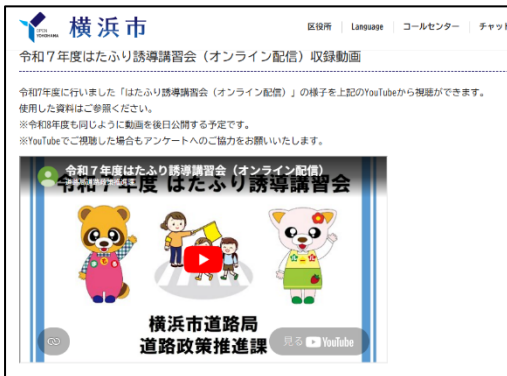 OPEN YOKOHAMA
横浜市
区役所 Language コールセンター チャット
令和７年度はたふり誘導講習会（オンライン配信）収録動画
令和7年度に行いました「はたふり誘導講習会（オンライン配信）」の様子を上記のYouTubeから視聴ができます。
使用した資料はご参照ください。
※令和8年度も同じように動画を後日公開する予定です。
※YouTubeでご視聴した場合もアンケートへのご協力をお願いいたします。
令和７年度はたふり誘導講習会（オンライン配信）
令和７年度 はたふり誘導講習会
横浜市道路局
道路政策推進課
見る YouTube